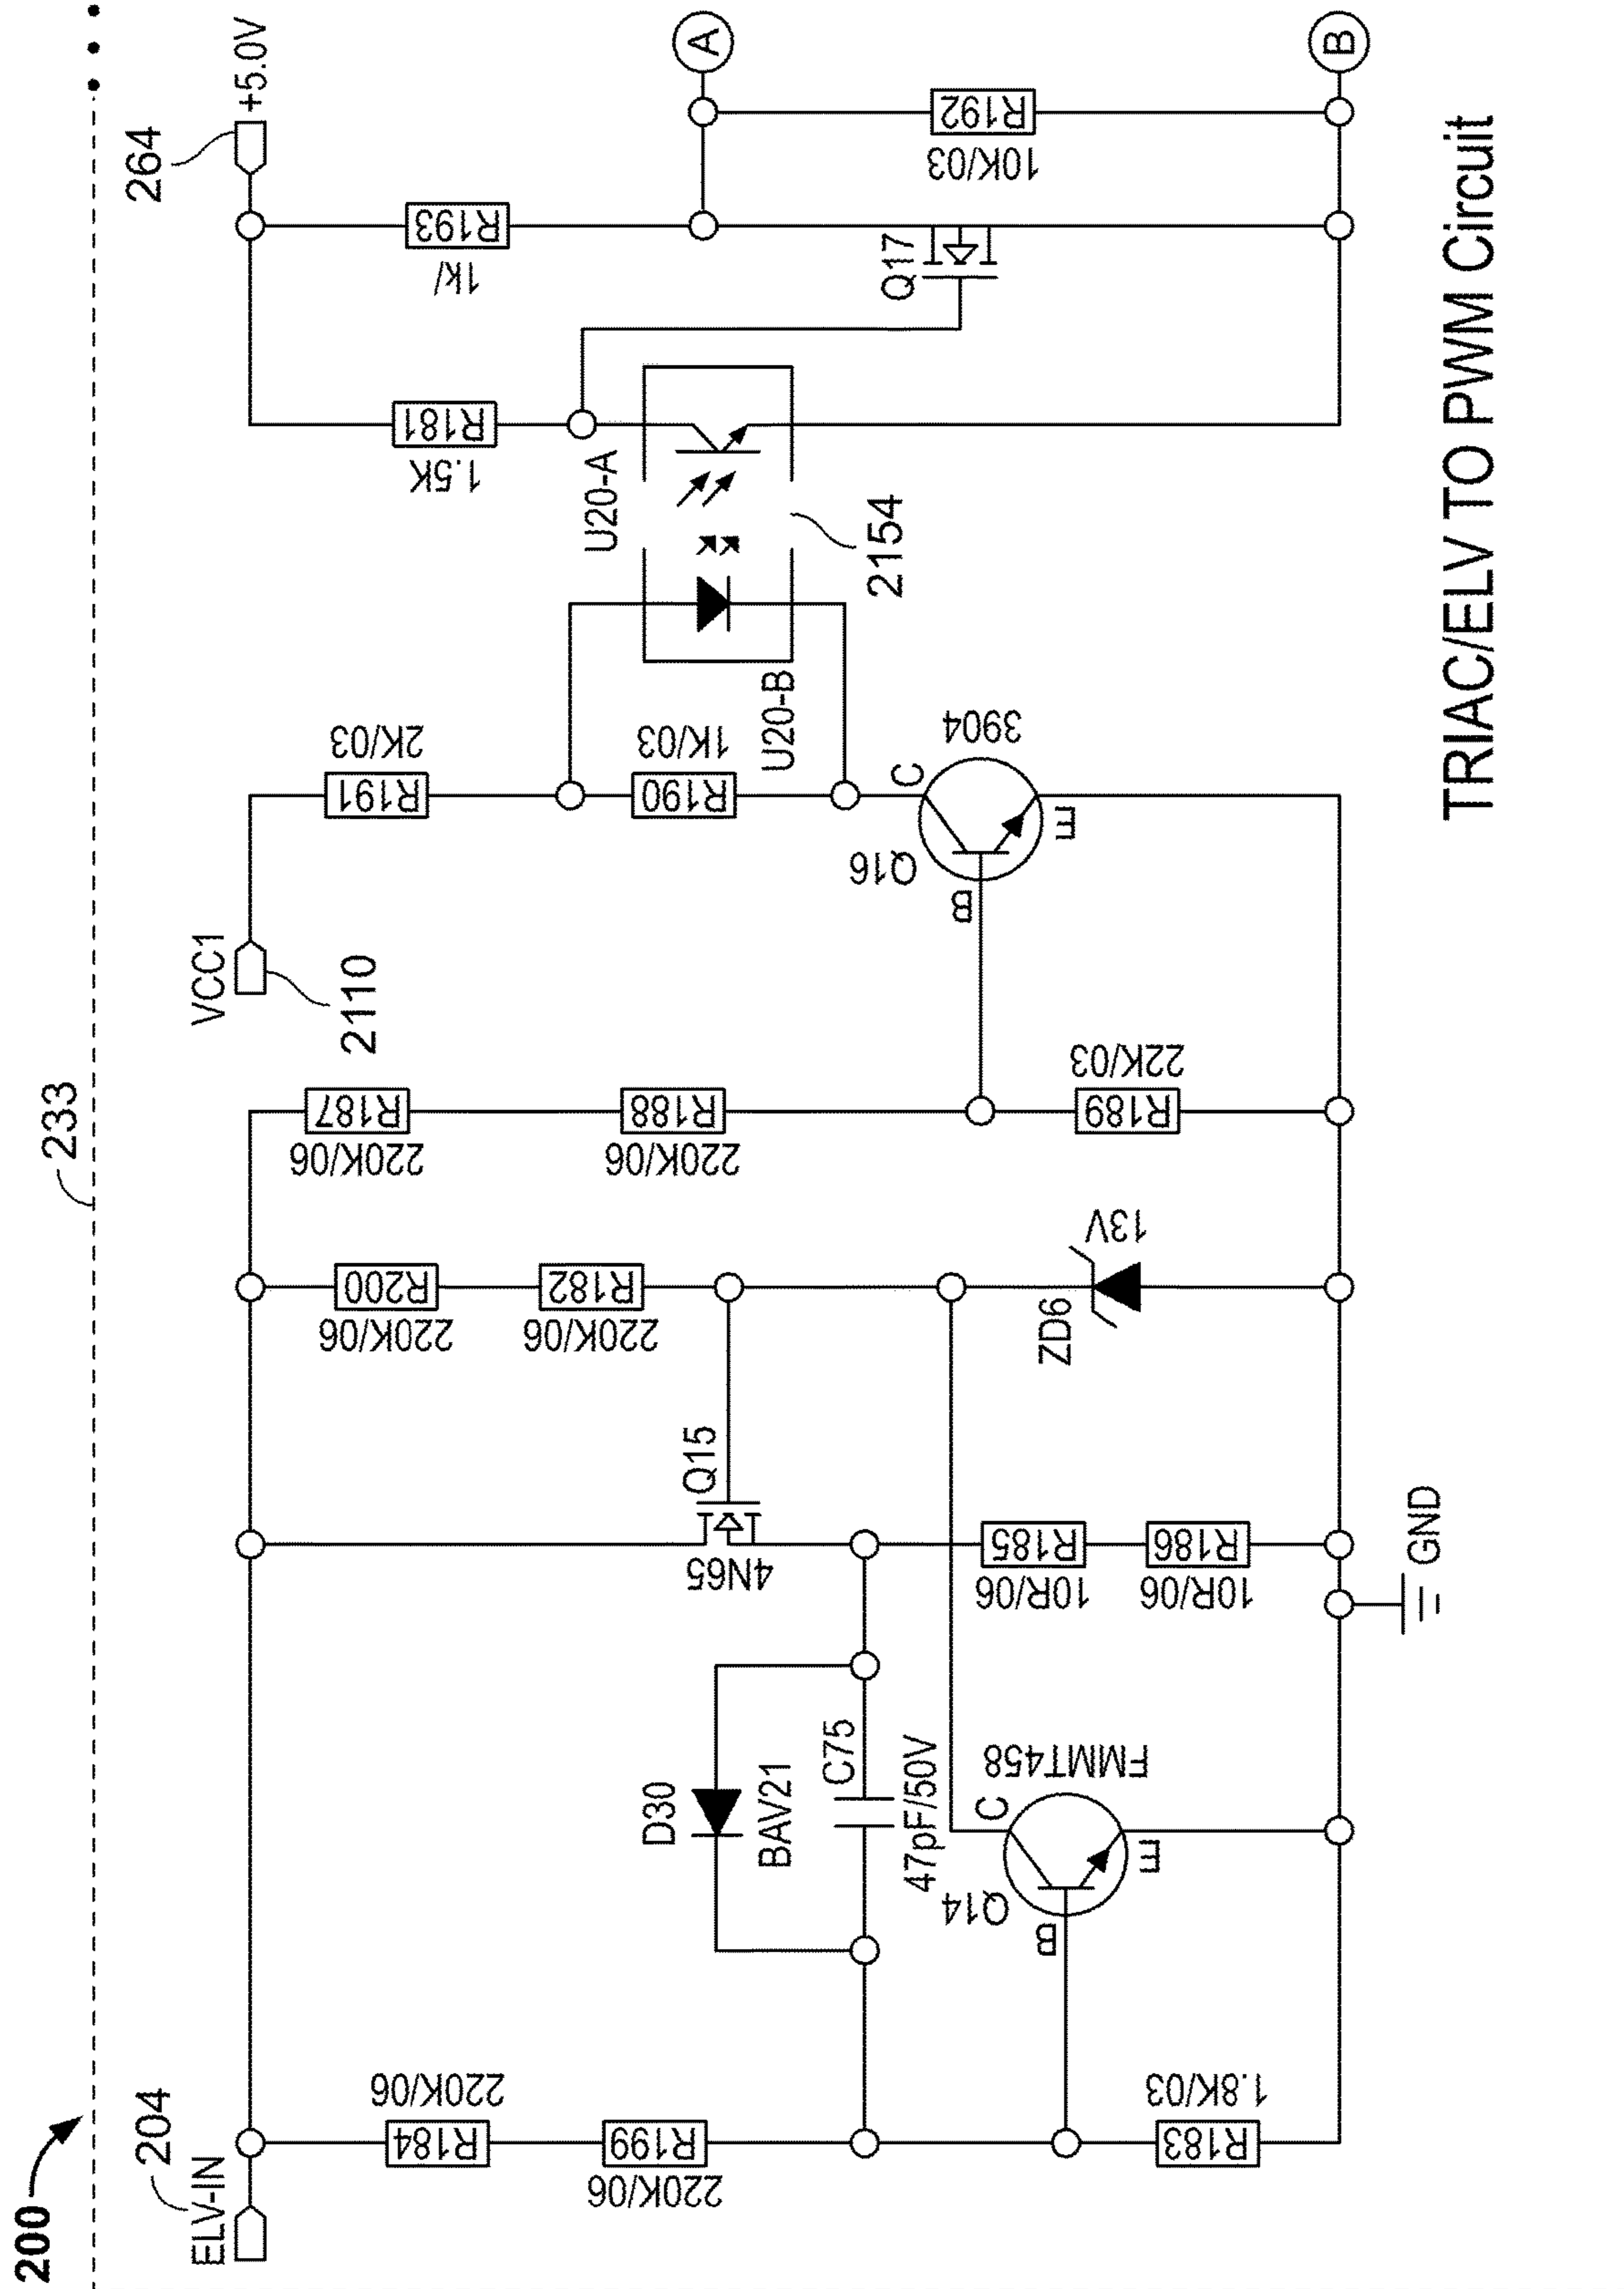 200
233
204
ELV-IN
R184
220K/06
R199
220K/06
R183
1.8K/03
D30
BAV21
C75
47pF/50V
Q14
FMMT458
C
B
E
Q15
4N65
R185
10R/06
R186
10R/06
GND
R200
220K/06
R182
220K/06
ZD6
13V
R187
220K/06
R188
220K/06
R189
22K/03
VCC1
2110
R191
2K/03
R190
1K/03
U20-B
Q16
3904
C
B
E
U20-A
2154
R181
1.5K
264
+5.0V
R193
1k/
Q17
R192
10K/03
A
B
TRIAC/ELV TO PWM Circuit